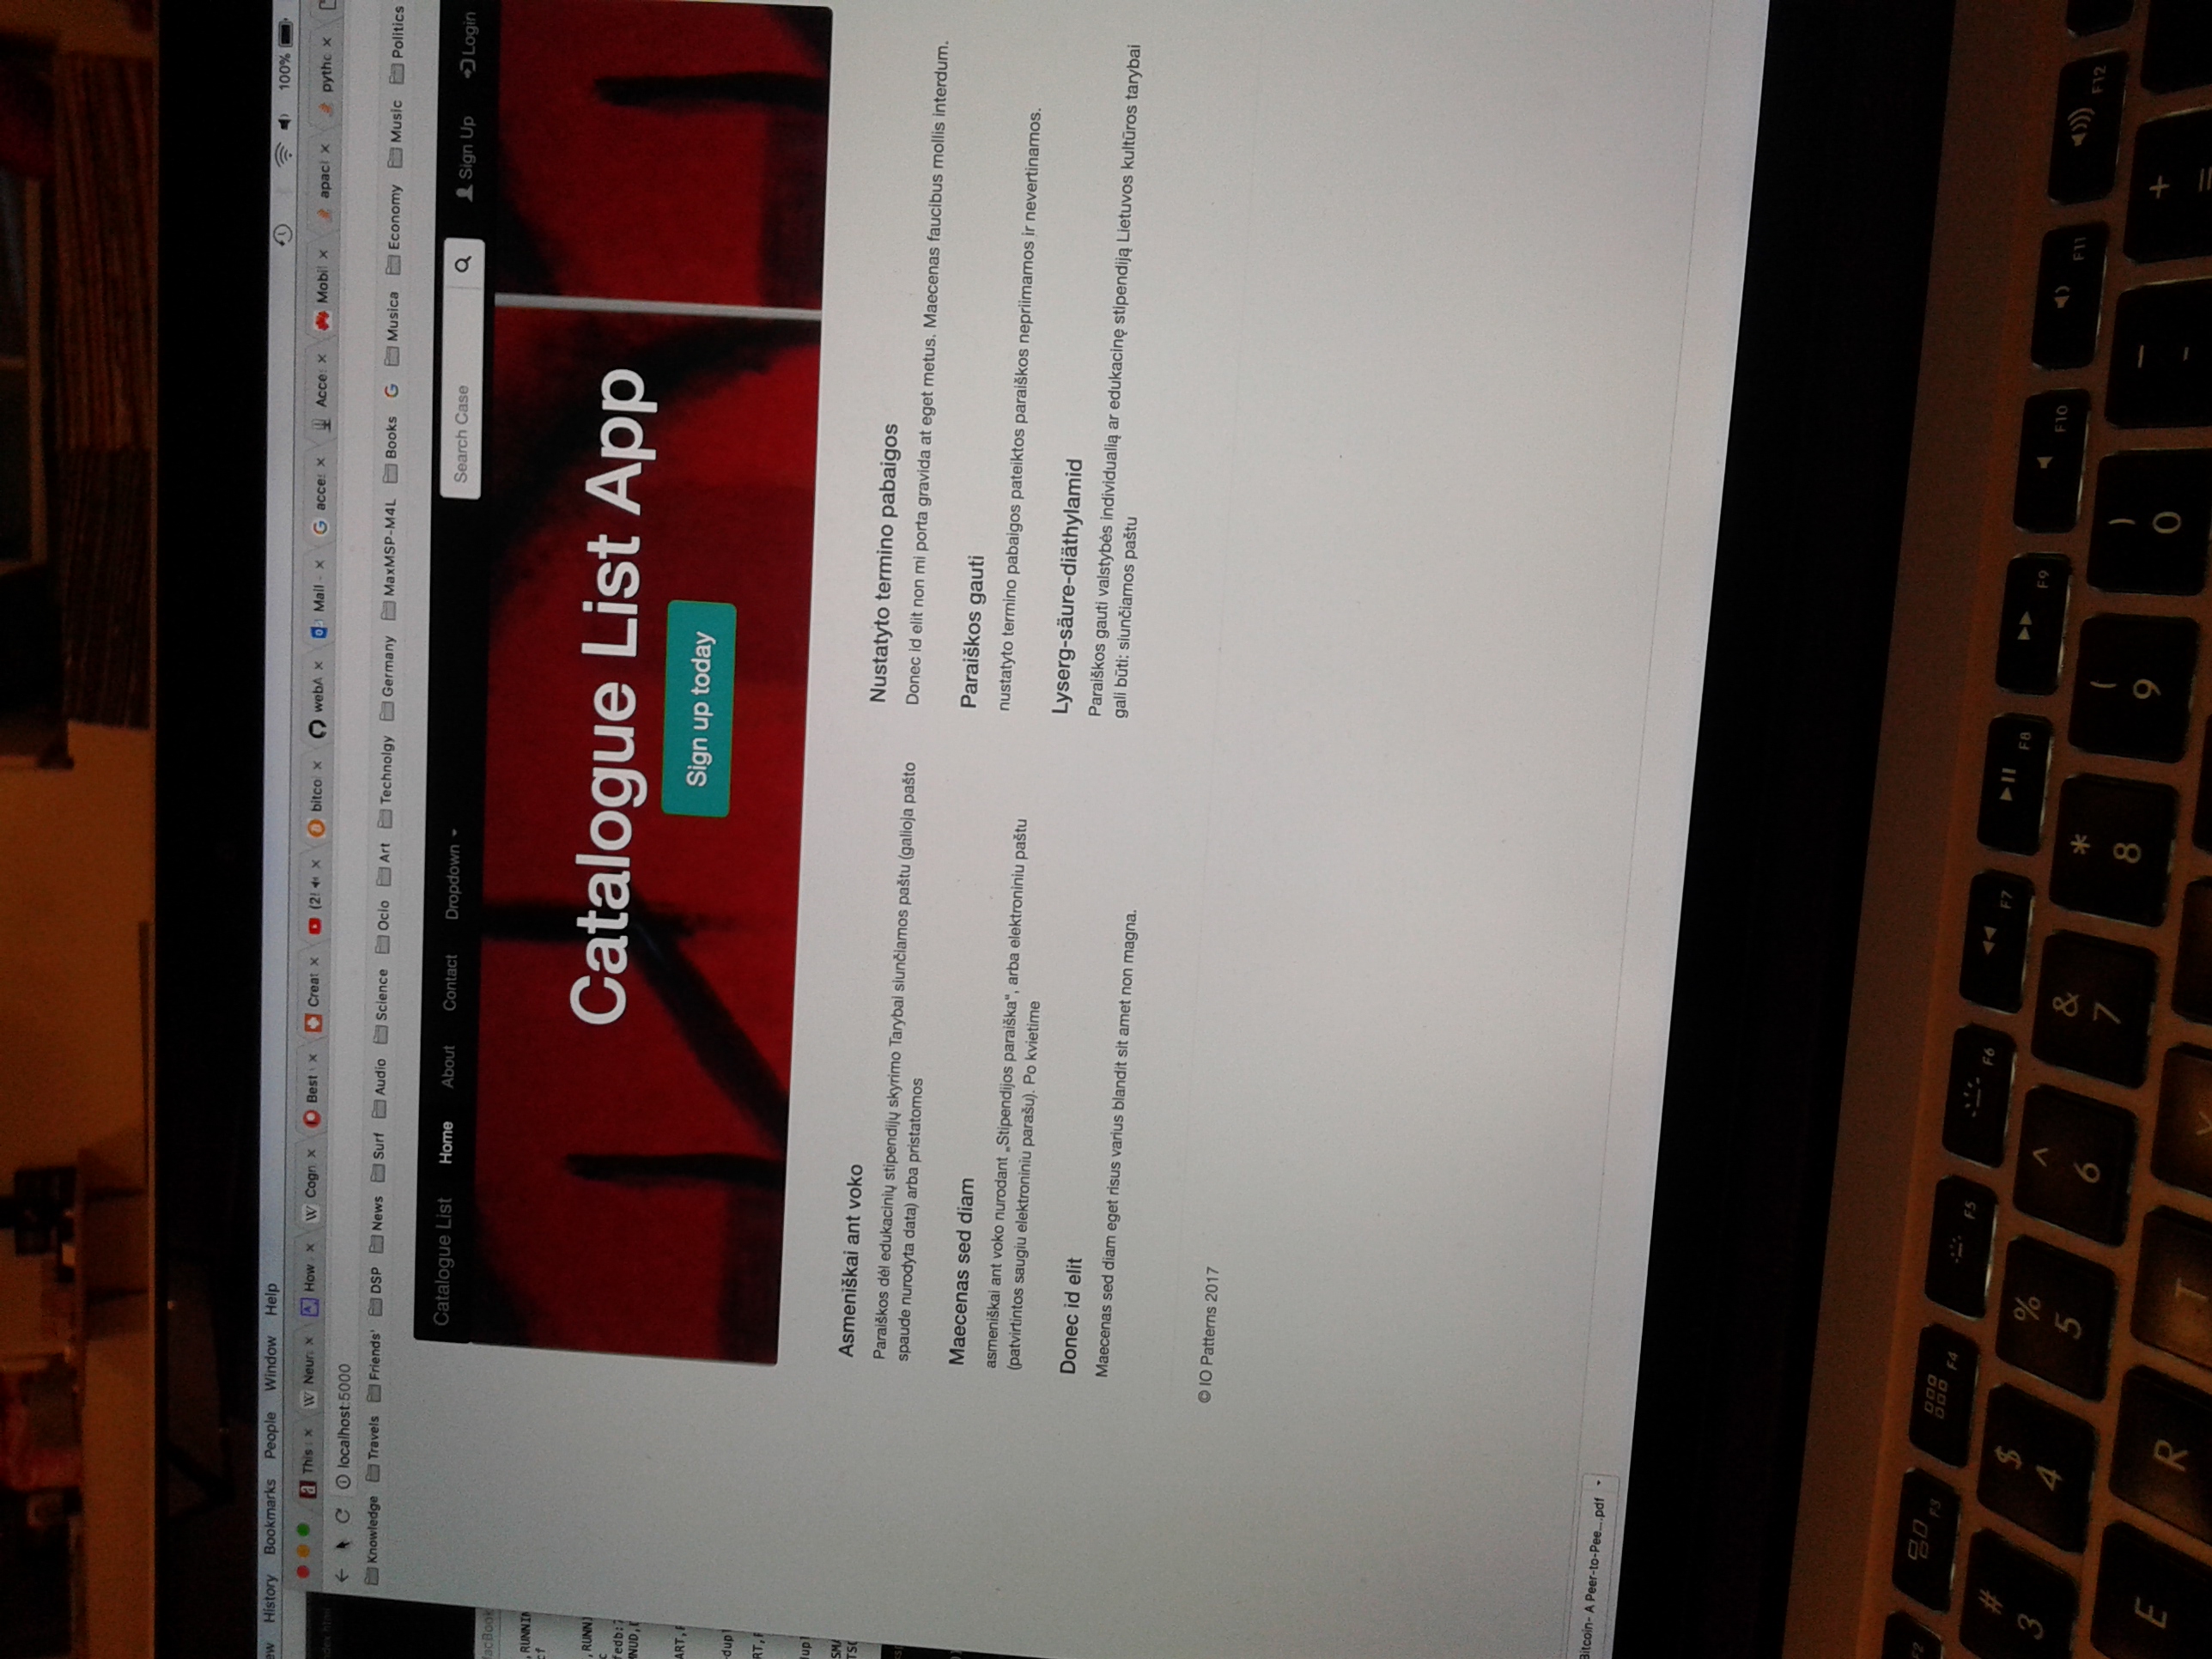 History Bookmarks People Window Help
100%
This Neur How Cogn Best Creat (2 bitco webA Mail - acce Acce Mobil apac pytho
localhost:5000
Knowledge Travels Friends' DSP News Surf Audio Science Ocio Art Technolgy Germany MaxMSP-M4L Books Musica Economy Music Politics
Catalogue List Home About Contact Dropdown Search Case Sign Up Login
Catalogue List App
Sign up today
Asmeniškai ant voko
Paraiškos dėl edukacinių stipendijų skyrimo Tarybai siunčiamos paštu (galioja pašto
spaude nurodyta data) arba pristatomos
Maecenas sed diam
asmeniškai ant voko nurodant „Stipendijos paraiška“, arba elektroniniu paštu
(patvirtintos saugiu elektroniniu parašu). Po kvietime
Donec id elit
Maecenas sed diam eget risus varius blandit sit amet non magna.
Nustatyto termino pabaigos
Donec id elit non mi porta gravida at eget metus. Maecenas faucibus mollis interdum.
Paraiškos gauti
nustatyto termino pabaigos pateiktos paraiškos nepriimamos ir nevertinamos.
Lyserg-säure-diäthylamid
Paraiškos gauti valstybės individualią ar edukacinę stipendiją Lietuvos kultūros tarybai
gali būti: siunčiamos paštu
© IO Patterns 2017
Bitcoin- A Peer-to-Pee....pdf
F2 F3 F4 F5 F6 F7 F8 F9 F10 F11 F12
# $ % ^ & * ( ) – +
3 4 5 6 7 8 9 0 - =
E R T